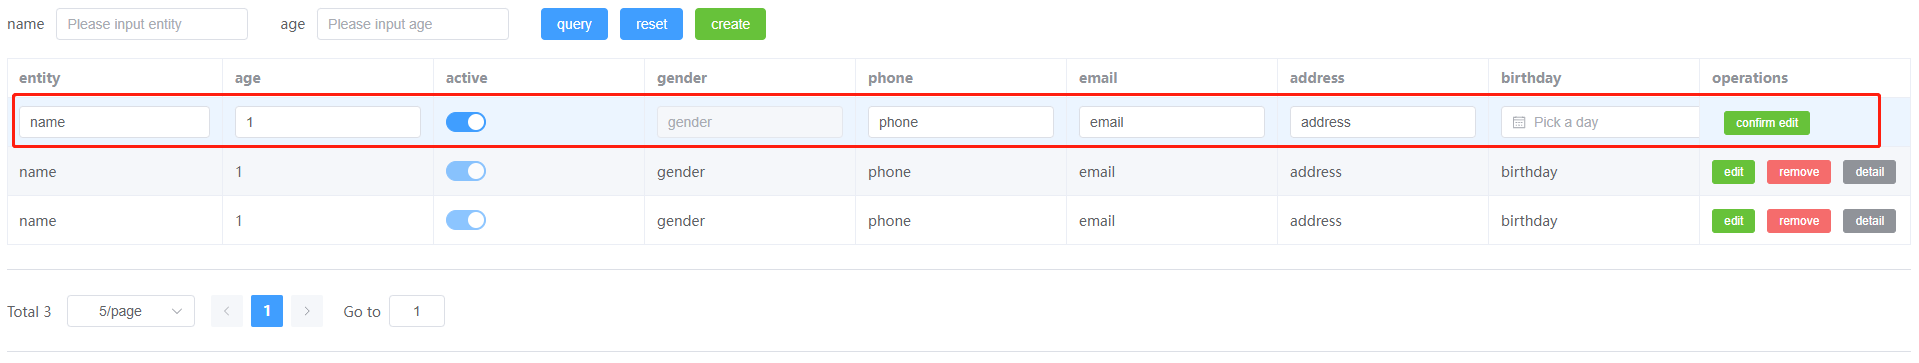 name Please input entity age Please input age query reset create
entity age active gender phone email address birthday operations
name 1 gender phone email address Pick a day confirm edit
name 1 gender phone email address birthday edit remove detail
name 1 gender phone email address birthday edit remove detail
Total 3 5/page 1 Go to 1